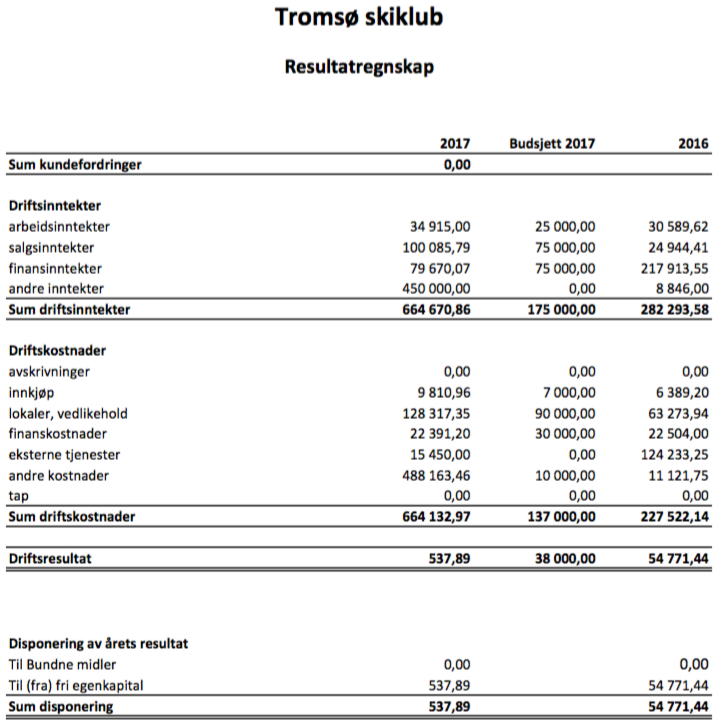 Tromsø skiklub
Resultatregnskap
2017 Budsjett 2017 2016
Sum kundefordringer 0,00
Driftsinntekter
arbeidsinntekter 34 915,00 25 000,00 30 589,62
salgsinntekter 100 085,79 75 000,00 24 944,41
finansinntekter 79 670,07 75 000,00 217 913,55
andre inntekter 450 000,00 0,00 8 846,00
Sum driftsinntekter 664 670,86 175 000,00 282 293,58
Driftskostnader
avskrivninger 0,00 0,00 0,00
innkjøp 9 810,96 7 000,00 6 389,20
lokaler, vedlikehold 128 317,35 90 000,00 63 273,94
finanskostnader 22 391,20 30 000,00 22 504,00
eksterne tjenester 15 450,00 0,00 124 233,25
andre kostnader 488 163,46 10 000,00 11 121,75
tap 0,00 0,00 0,00
Sum driftskostnader 664 132,97 137 000,00 227 522,14
Driftsresultat 537,89 38 000,00 54 771,44
Disponering av årets resultat
Til Bundne midler 0,00 0,00
Til (fra) fri egenkapital 537,89 54 771,44
Sum disponering 537,89 54 771,44